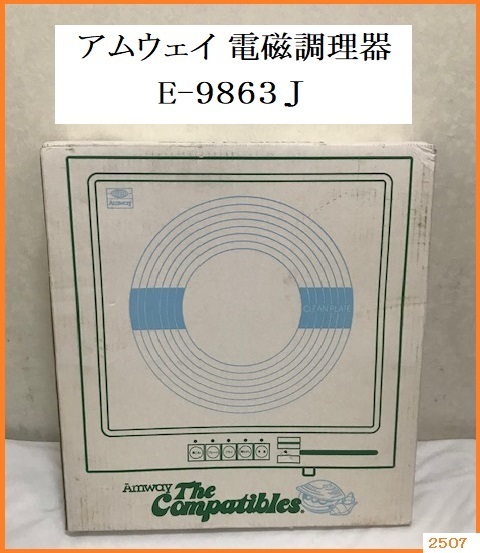 アムウェイ 電磁調理器
E-9863J
Amway
CLEAN PLATE
Amway The
Compatibles.
2507